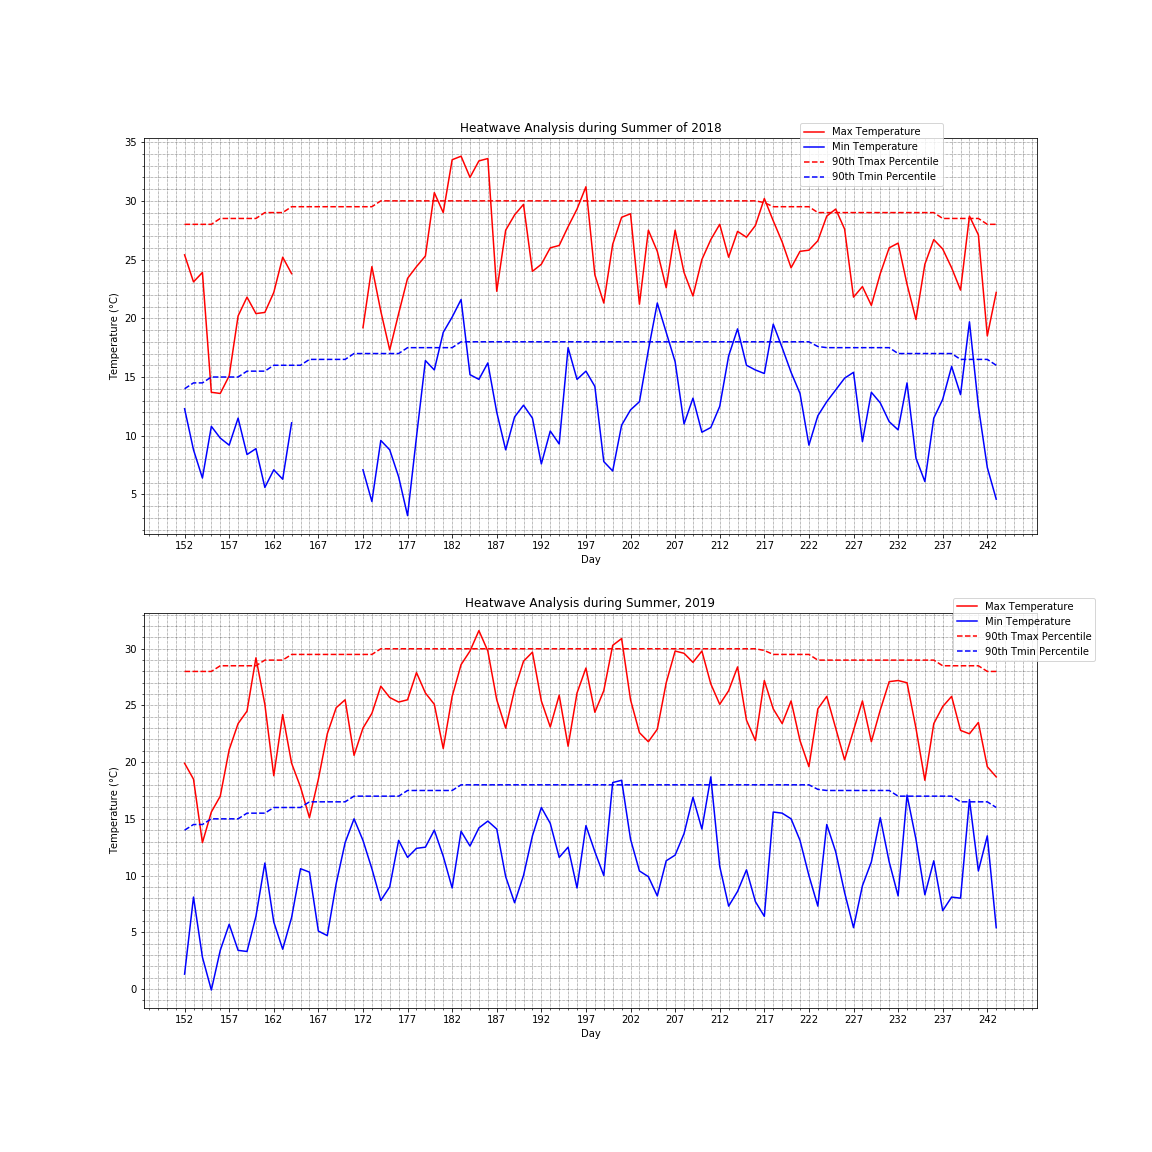 Heatwave Analysis during Summer of 2018
Max Temperature
Min Temperature
90th Tmax Percentile
90th Tmin Percentile
35
30
25
20
15
10
5
Temperature (°C)
152 157 162 167 172 177 182 187 192 197 202 207 212 217 222 227 232 237 242
Day
Heatwave Analysis during Summer, 2019
Max Temperature
Min Temperature
90th Tmax Percentile
90th Tmin Percentile
30
25
20
15
10
5
0
Temperature (°C)
152 157 162 167 172 177 182 187 192 197 202 207 212 217 222 227 232 237 242
Day